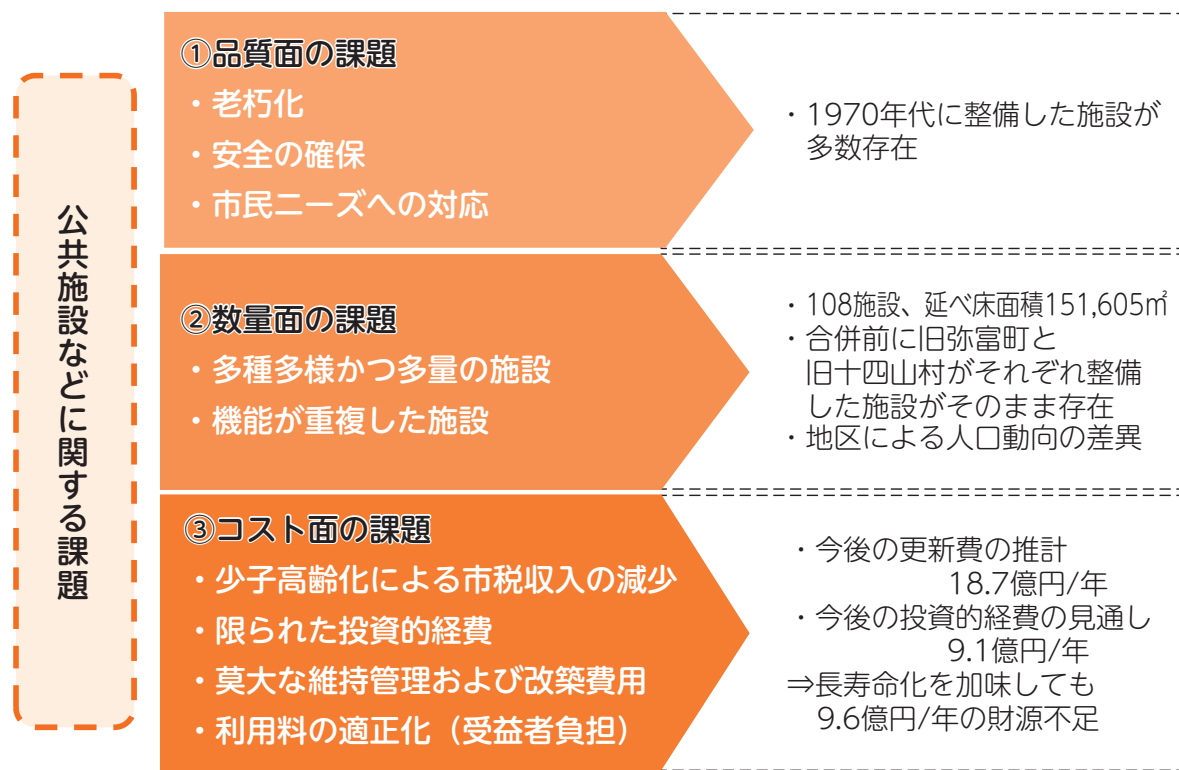 公共施設などに関する課題
①品質面の課題
・老朽化
・安全の確保
・市民ニーズへの対応
・1970年代に整備した施設が
多数存在
②数量面の課題
・多種多様かつ多量の施設
・機能が重複した施設
・108施設、延べ床面積151,605㎡
・合併前に旧弥富町と
旧十四山村がそれぞれ整備
した施設がそのまま存在
・地区による人口動向の差異
③コスト面の課題
・少子高齢化による市税収入の減少
・限られた投資的経費
・莫大な維持管理および改築費用
・利用料の適正化（受益者負担）
・今後の更新費の推計
18.7億円/年
・今後の投資的経費の見通し
9.1億円/年
⇒長寿命化を加味しても
9.6億円/年の財源不足